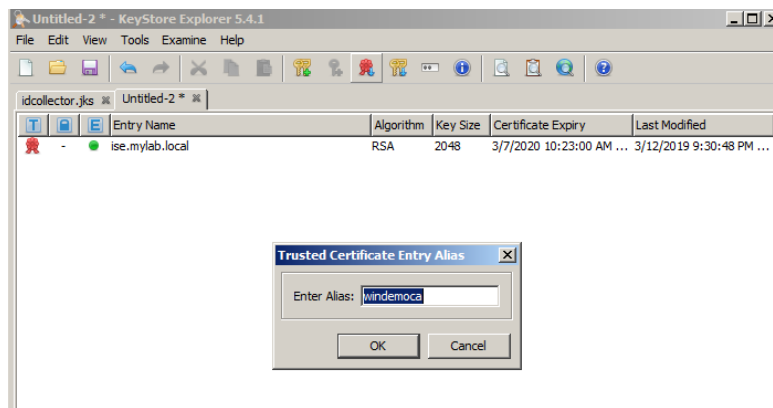 Untitled-2 * - KeyStore Explorer 5.4.1
File Edit View Tools Examine Help
idcollector.jks Untitled-2 *
T E Entry Name Algorithm Key Size Certificate Expiry Last Modified
- ise.mylab.local RSA 2048 3/7/2020 10:23:00 AM ... 3/12/2019 9:30:48 PM ...
Trusted Certificate Entry Alias
Enter Alias: windemoca
OK Cancel